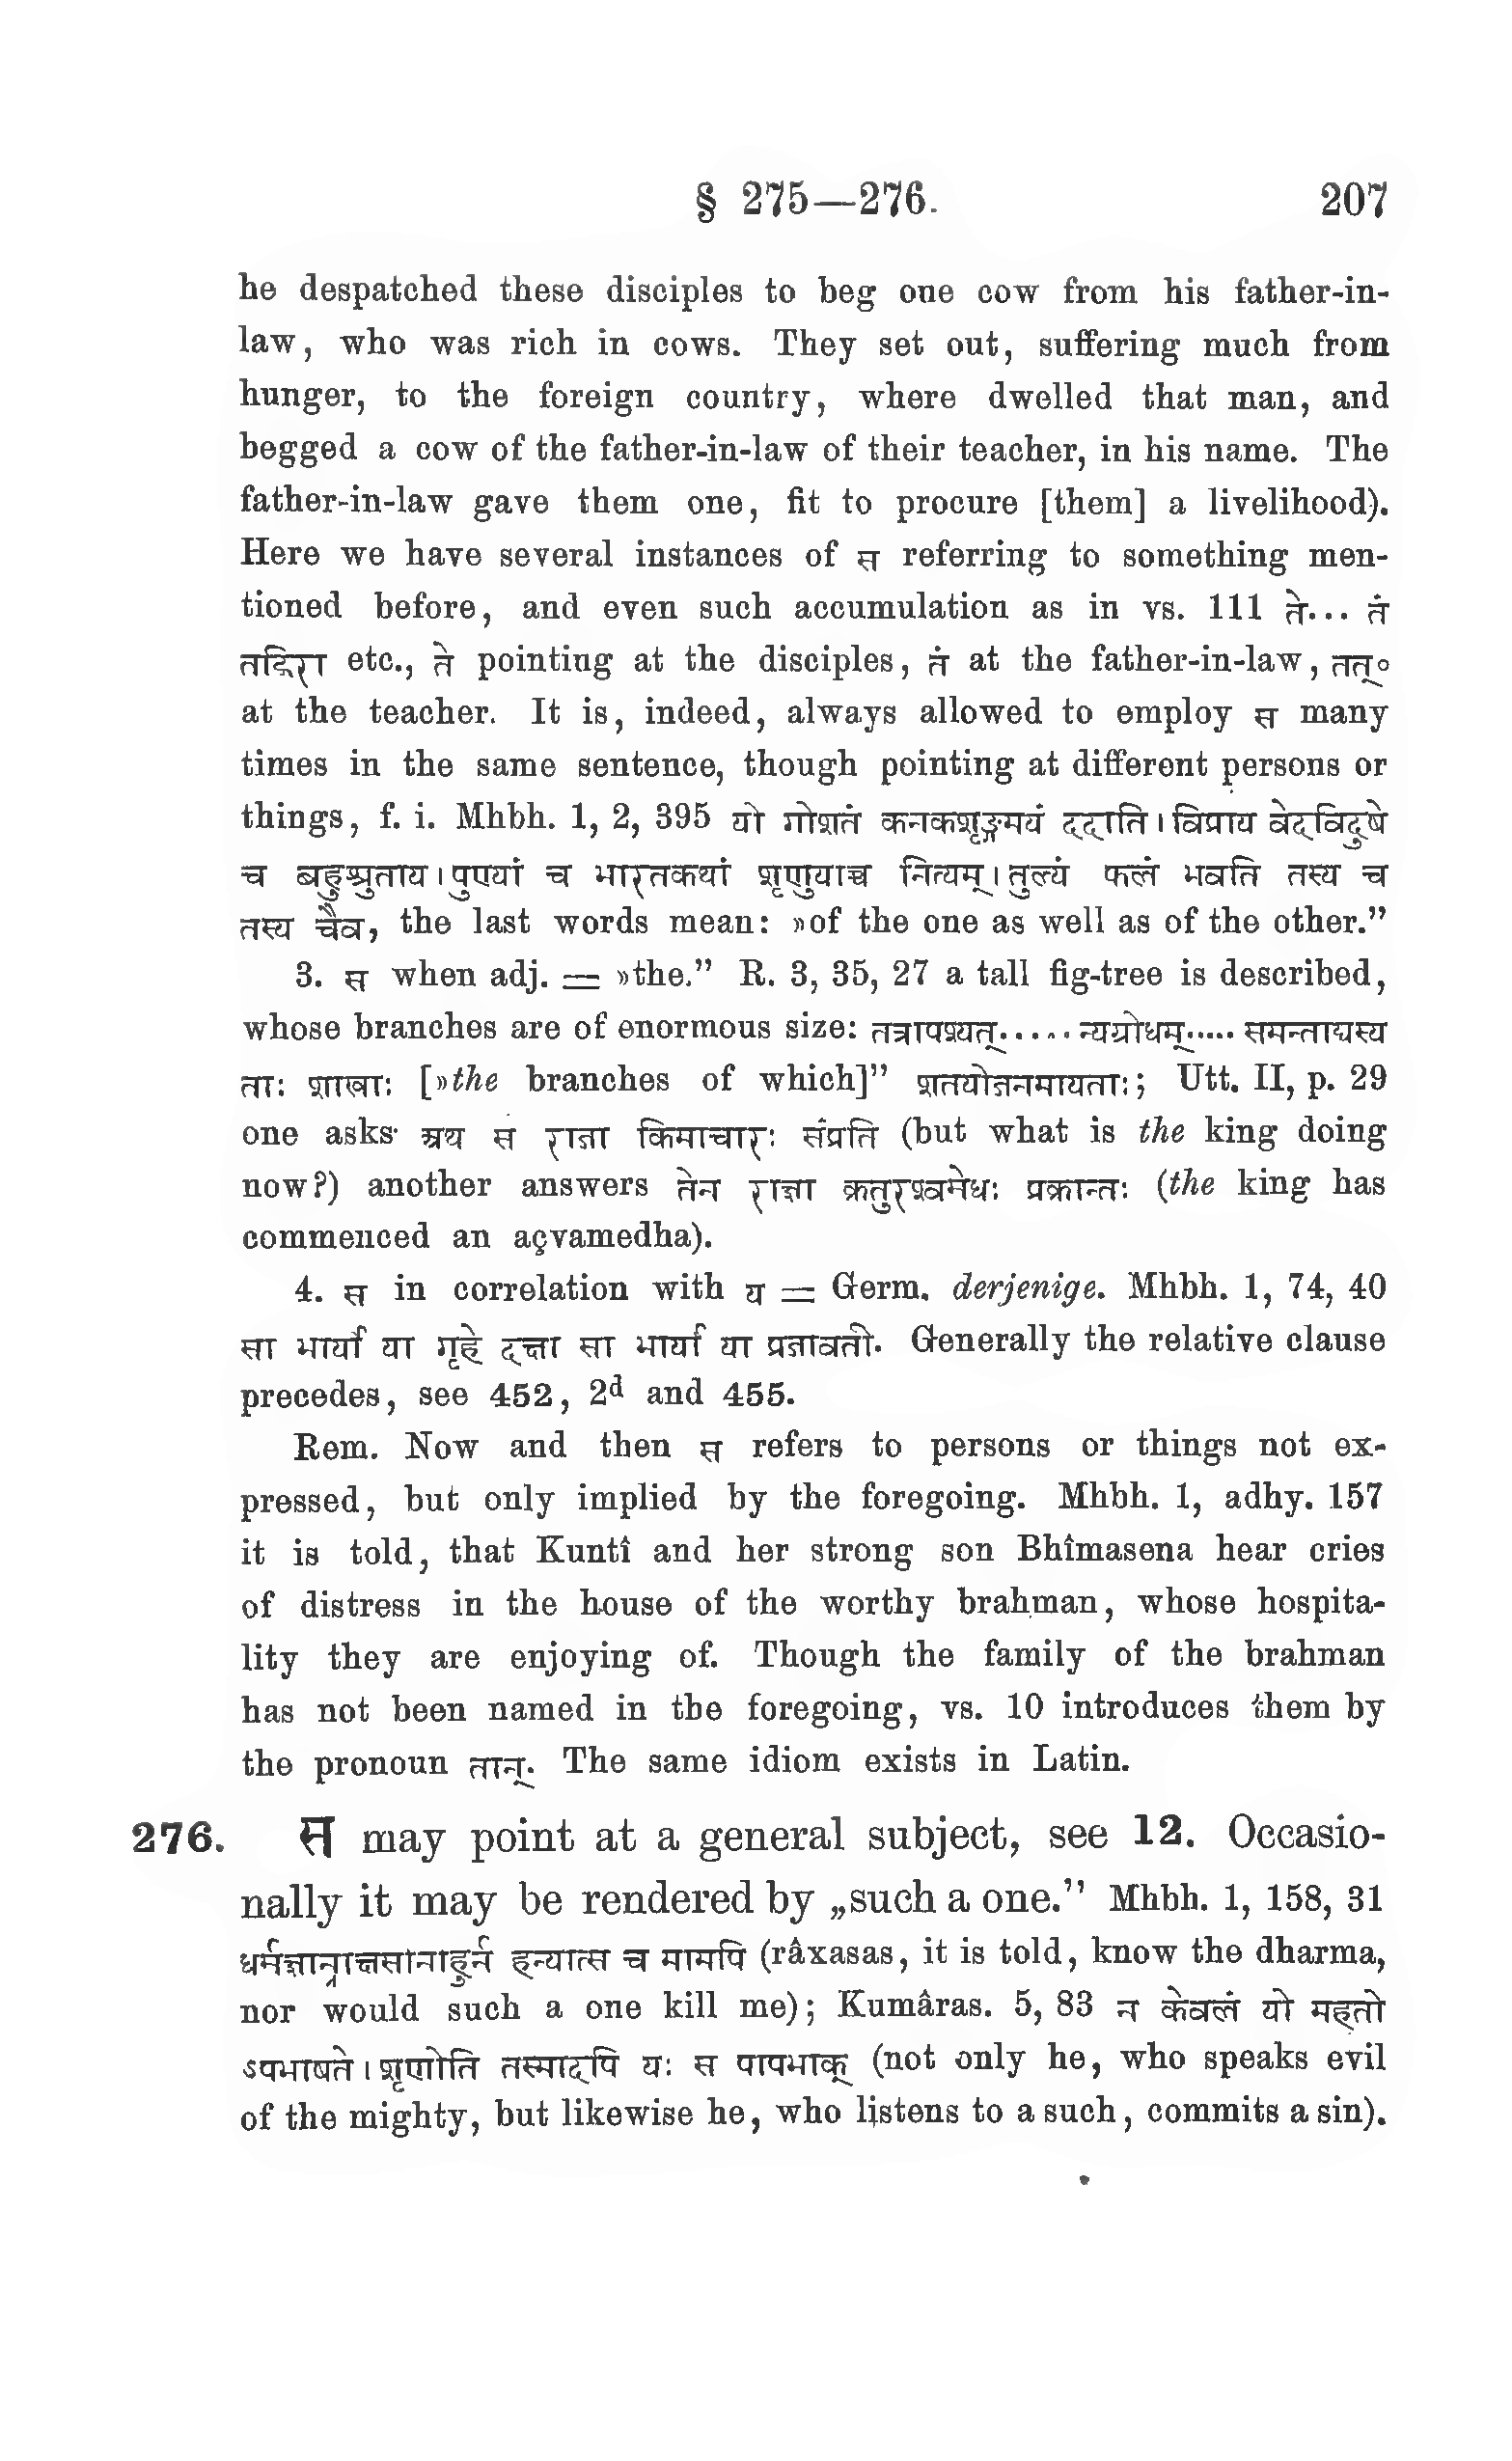 § 275—276. 207
he despatched these disciples to beg one cow from his father-in-
law, who was rich in cows. They set out, suffering much from
hunger, to the foreign country, where dwelled that man, and
begged a cow of the father-in-law of their teacher, in his name. The
father-in-law gave them one, fit to procure [them] a livelihood).
Here we have several instances of स referring to something men-
tioned before, and even such accumulation as in vs. 111 ते... तं
तद्गिरा etc., ते pointing at the disciples, तं at the father-in-law, तत्०
at the teacher. It is, indeed, always allowed to employ स many
times in the same sentence, though pointing at different persons or
things, f. i. Mhbh. 1, 2, 395 यो गोशतं कनकशृङ्गमयं ददाति । विप्राय वेदविदुषे
च बहुश्रुताय । पुण्यां च भारतकथां शृणुयाच्च नित्यम् । तुल्यं फलं भवति तस्य च
तस्य चैव, the last words mean: »of the one as well as of the other.”
3. स when adj. = »the.” R. 3, 35, 27 a tall fig-tree is described,
whose branches are of enormous size: तत्रापश्यत्..... न्यग्रोधम्..... समन्ताद्यस्य
ताः शाखाः [»the branches of which]” शतयोजनमायताः; Utt. II, p. 29
one asks अथ स राजा किमाचारः संप्रति (but what is the king doing
now?) another answers तेन राज्ञा क्रतुरश्वमेधः प्रक्रान्तः (the king has
commenced an açvamedha).
4. स in correlation with य = Germ. derjenige. Mhbh. 1, 74, 40
सा भार्या या गृहे दक्षा सा भार्या या प्रजावती. Generally the relative clause
precedes, see 452, 2d and 455.
Rem. Now and then स refers to persons or things not ex-
pressed, but only implied by the foregoing. Mhbh. 1, adhy. 157
it is told, that Kuntî and her strong son Bhîmasena hear cries
of distress in the house of the worthy brahman, whose hospita-
lity they are enjoying of. Though the family of the brahman
has not been named in the foregoing, vs. 10 introduces them by
the pronoun तान्. The same idiom exists in Latin.
276. स may point at a general subject, see 12. Occasio-
nally it may be rendered by „such a one.” Mhbh. 1, 158, 31
धर्मज्ञान्राक्षसानाहुर्न हन्यात्स च मामपि (râxasas, it is told, know the dharma,
nor would such a one kill me); Kumâras. 5, 83 न केवलं यो महतो
ऽपभाषते । शृणोति तस्मादपि यः स पापभाक् (not only he, who speaks evil
of the mighty, but likewise he, who listens to a such, commits a sin).